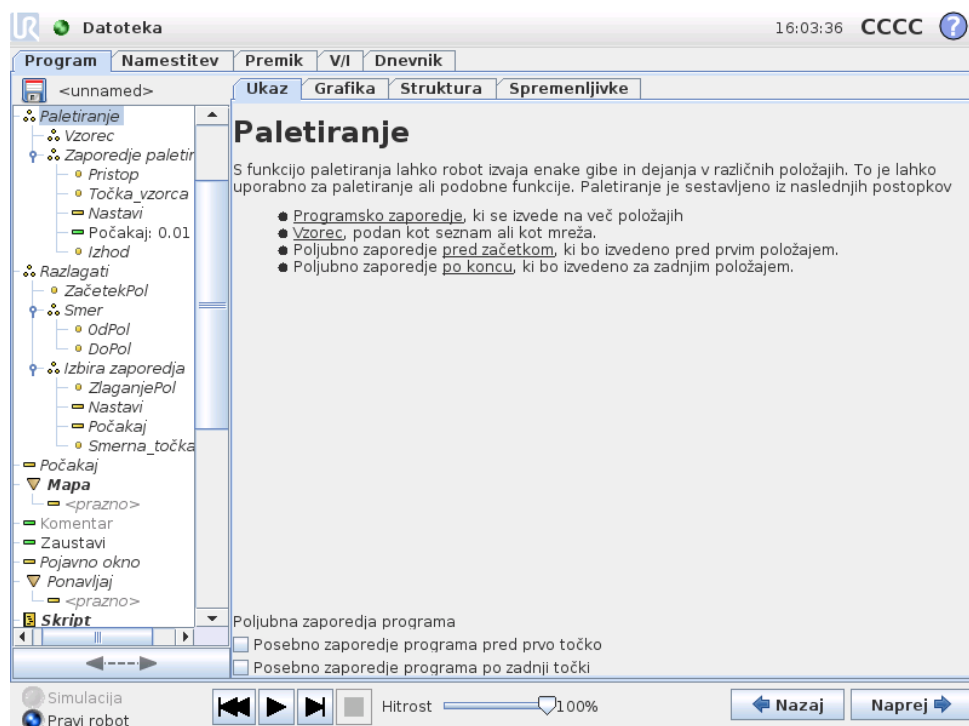 UR Datoteka 16:03:36 CCCC ?
Program Namestitev Premik V/I Dnevnik
<unnamed>
Ukaz Grafika Struktura Spremenljivke
Paletiranje
Vzorec
Zaporedje paletir
Pristop
Točka_vzorca
Nastavi
Počakaj: 0.01
Izhod
Razlagati
ZačetekPol
Smer
OdPol
DoPol
Izbira zaporedja
ZlaganjePol
Nastavi
Počakaj
Smerna_točka
Počakaj
Mapa
<prazno>
Komentar
Zaustavi
Pojavno okno
Ponavljaj
<prazno>
Skript
Paletiranje
S funkcijo paletiranja lahko robot izvaja enake gibe in dejanja v različnih položajih. To je lahko
uporabno za paletiranje ali podobne funkcije. Paletiranje je sestavljeno iz naslednjih postopkov
Programsko zaporedje, ki se izvede na več položajih
Vzorec, podan kot seznam ali kot mreža.
Poljubno zaporedje pred začetkom, ki bo izvedeno pred prvim položajem.
Poljubno zaporedje po koncu, ki bo izvedeno za zadnjim položajem.
Poljubna zaporedja programa
Posebno zaporedje programa pred prvo točko
Posebno zaporedje programa po zadnji točki
Simulacija
Pravi robot
Hitrost 100%
Nazaj Naprej